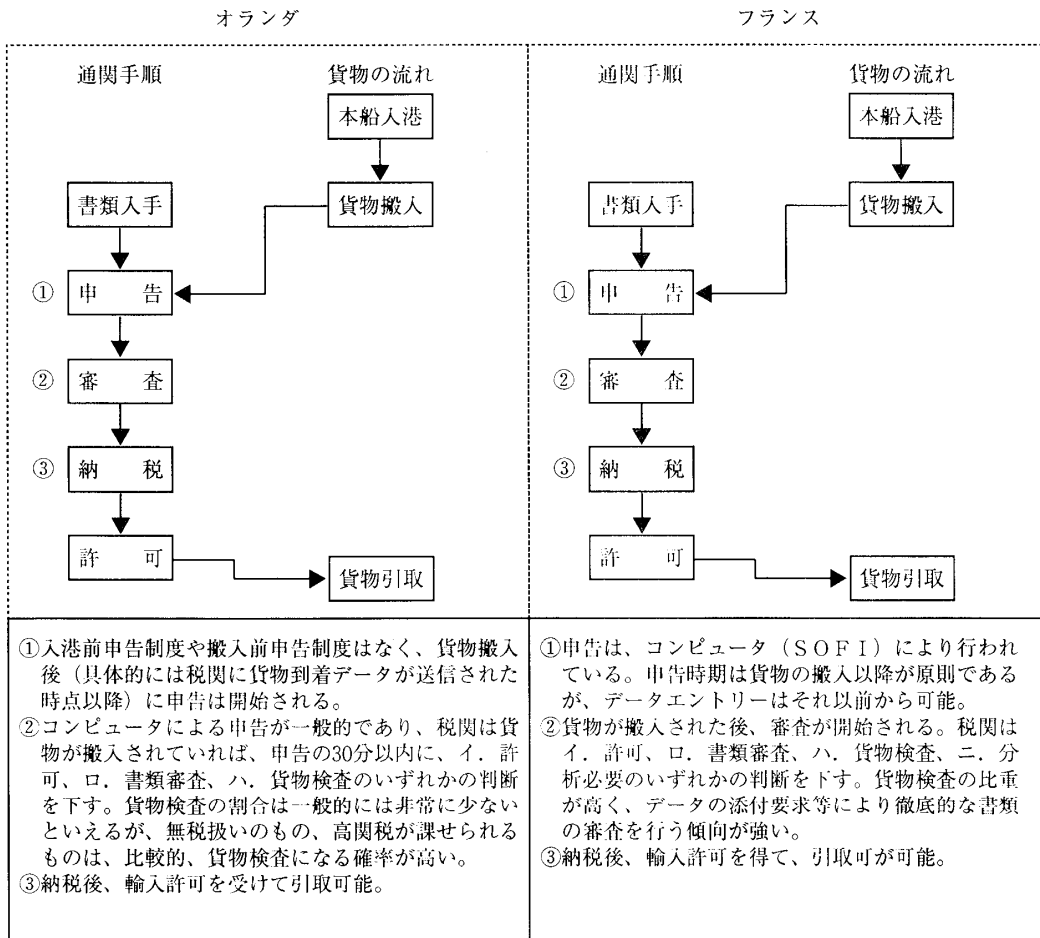 オランダ
通関手順
貨物の流れ
本船入港
書類入手
貨物搬入
① 申 告
② 審 査
③ 納 税
許 可
貨物引取
①入港前申告制度や搬入前申告制度はなく、貨物搬入
後（具体的には税関に貨物到着データが送信された
時点以降）に申告は開始される。
②コンピュータによる申告が一般的であり、税関は貨
物が搬入されていれば、申告の30分以内に、イ．許
可、ロ．書類審査、ハ．貨物検査のいずれかの判断
を下す。貨物検査の割合は一般的には非常に少ない
といえるが、無税扱いのもの、高関税が課せられる
ものは、比較的、貨物検査になる確率が高い。
③納税後、輸入許可を受けて引取可能。
フランス
通関手順
貨物の流れ
本船入港
書類入手
貨物搬入
① 申 告
② 審 査
③ 納 税
許 可
貨物引取
①申告は、コンピュータ（ＳＯＦＩ）により行われ
ている。申告時期は貨物の搬入以降が原則である
が、データエントリーはそれ以前から可能。
②貨物が搬入された後、審査が開始される。税関は
イ．許可、ロ．書類審査、ハ．貨物検査、ニ．分
析必要のいずれかの判断を下す。貨物検査の比重
が高く、データの添付要求等により徹底的な書類
の審査を行う傾向が強い。
③納税後、輸入許可を得て、引取可が可能。